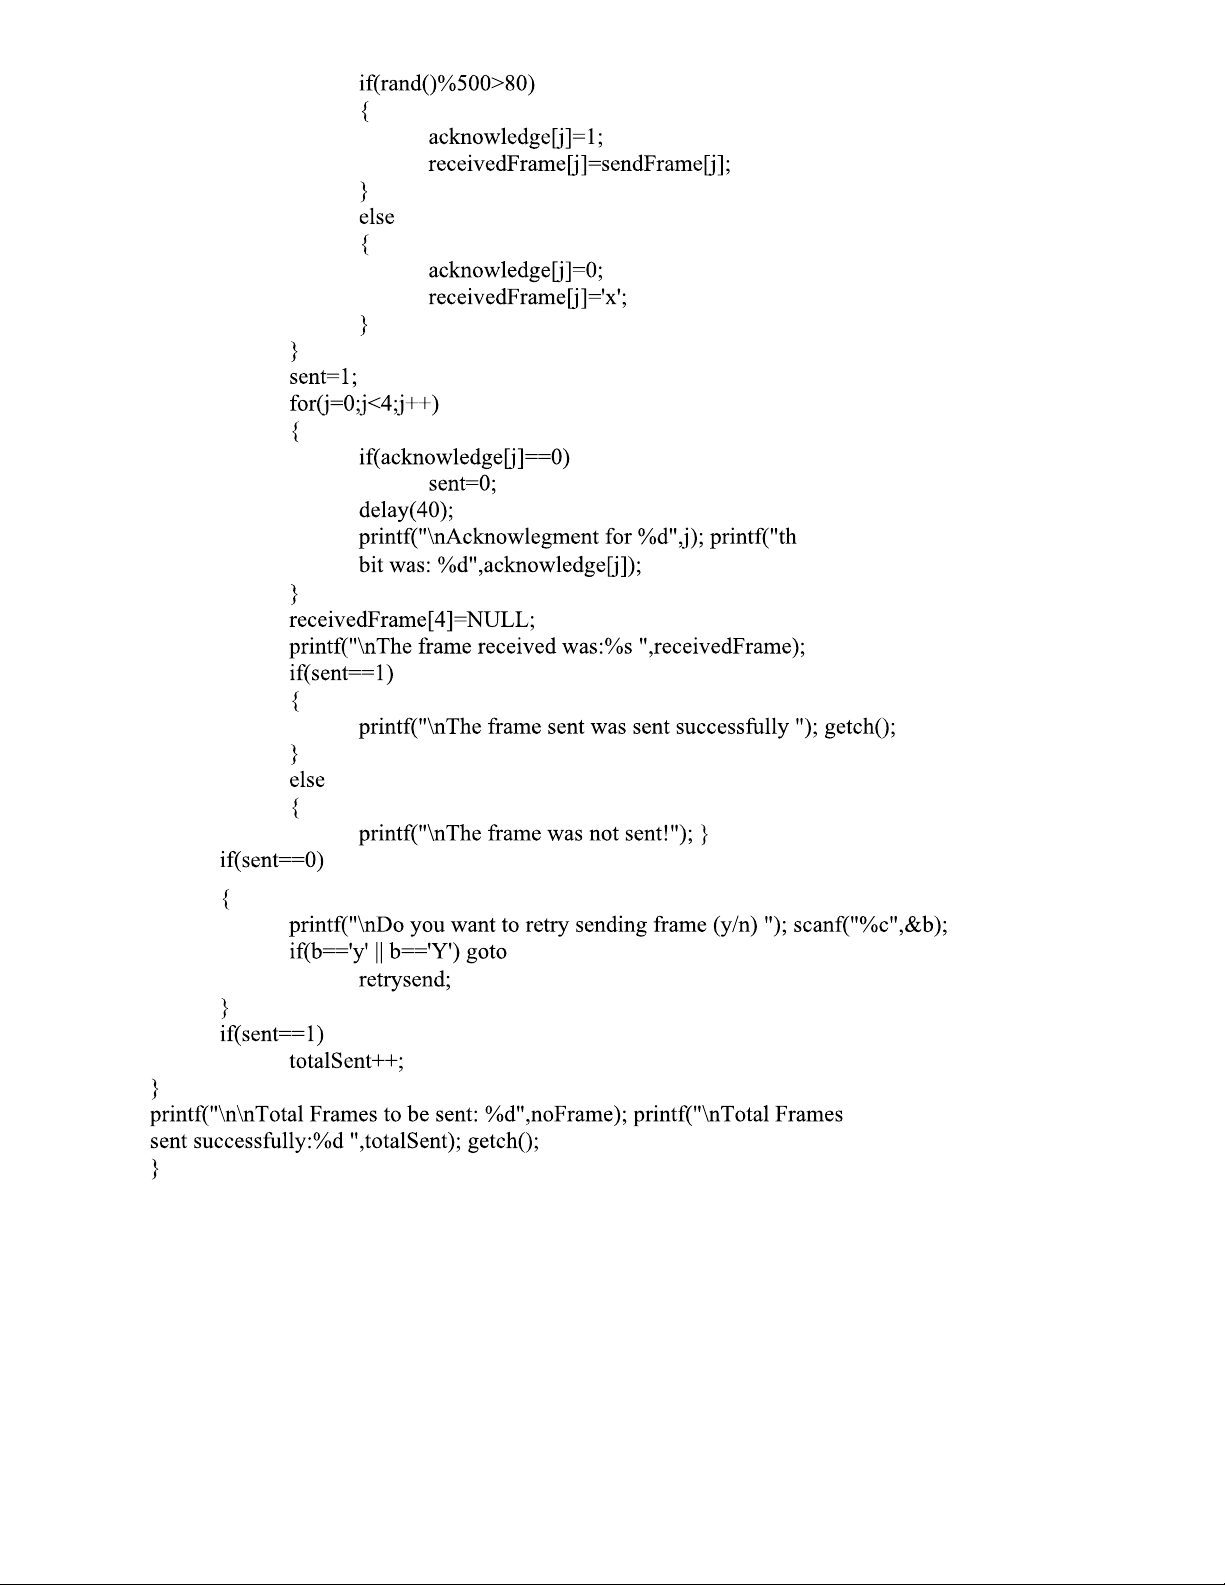 if(rand()%500>80)
{
acknowledge[j]=1;
receivedFrame[j]=sendFrame[j];
}
else
{
acknowledge[j]=0;
receivedFrame[j]='x';
}
}
sent=1;
for(j=0;j<4;j++)
{
if(acknowledge[j]==0)
sent=0;
delay(40);
printf("\nAcknowlegment for %d",j); printf("th
bit was: %d",acknowledge[j]);
}
receivedFrame[4]=NULL;
printf("\nThe frame received was:%s ",receivedFrame);
if(sent==1)
{
printf("\nThe frame sent was sent successfully "); getch();
}
else
{
printf("\nThe frame was not sent!"); }
if(sent==0)
{
printf("\nDo you want to retry sending frame (y/n) "); scanf("%c",&b);
if(b=='y' || b=='Y') goto
retrysend;
}
if(sent==1)
totalSent++;
}
printf("\n\nTotal Frames to be sent: %d",noFrame); printf("\nTotal Frames
sent successfully:%d ",totalSent); getch();
}